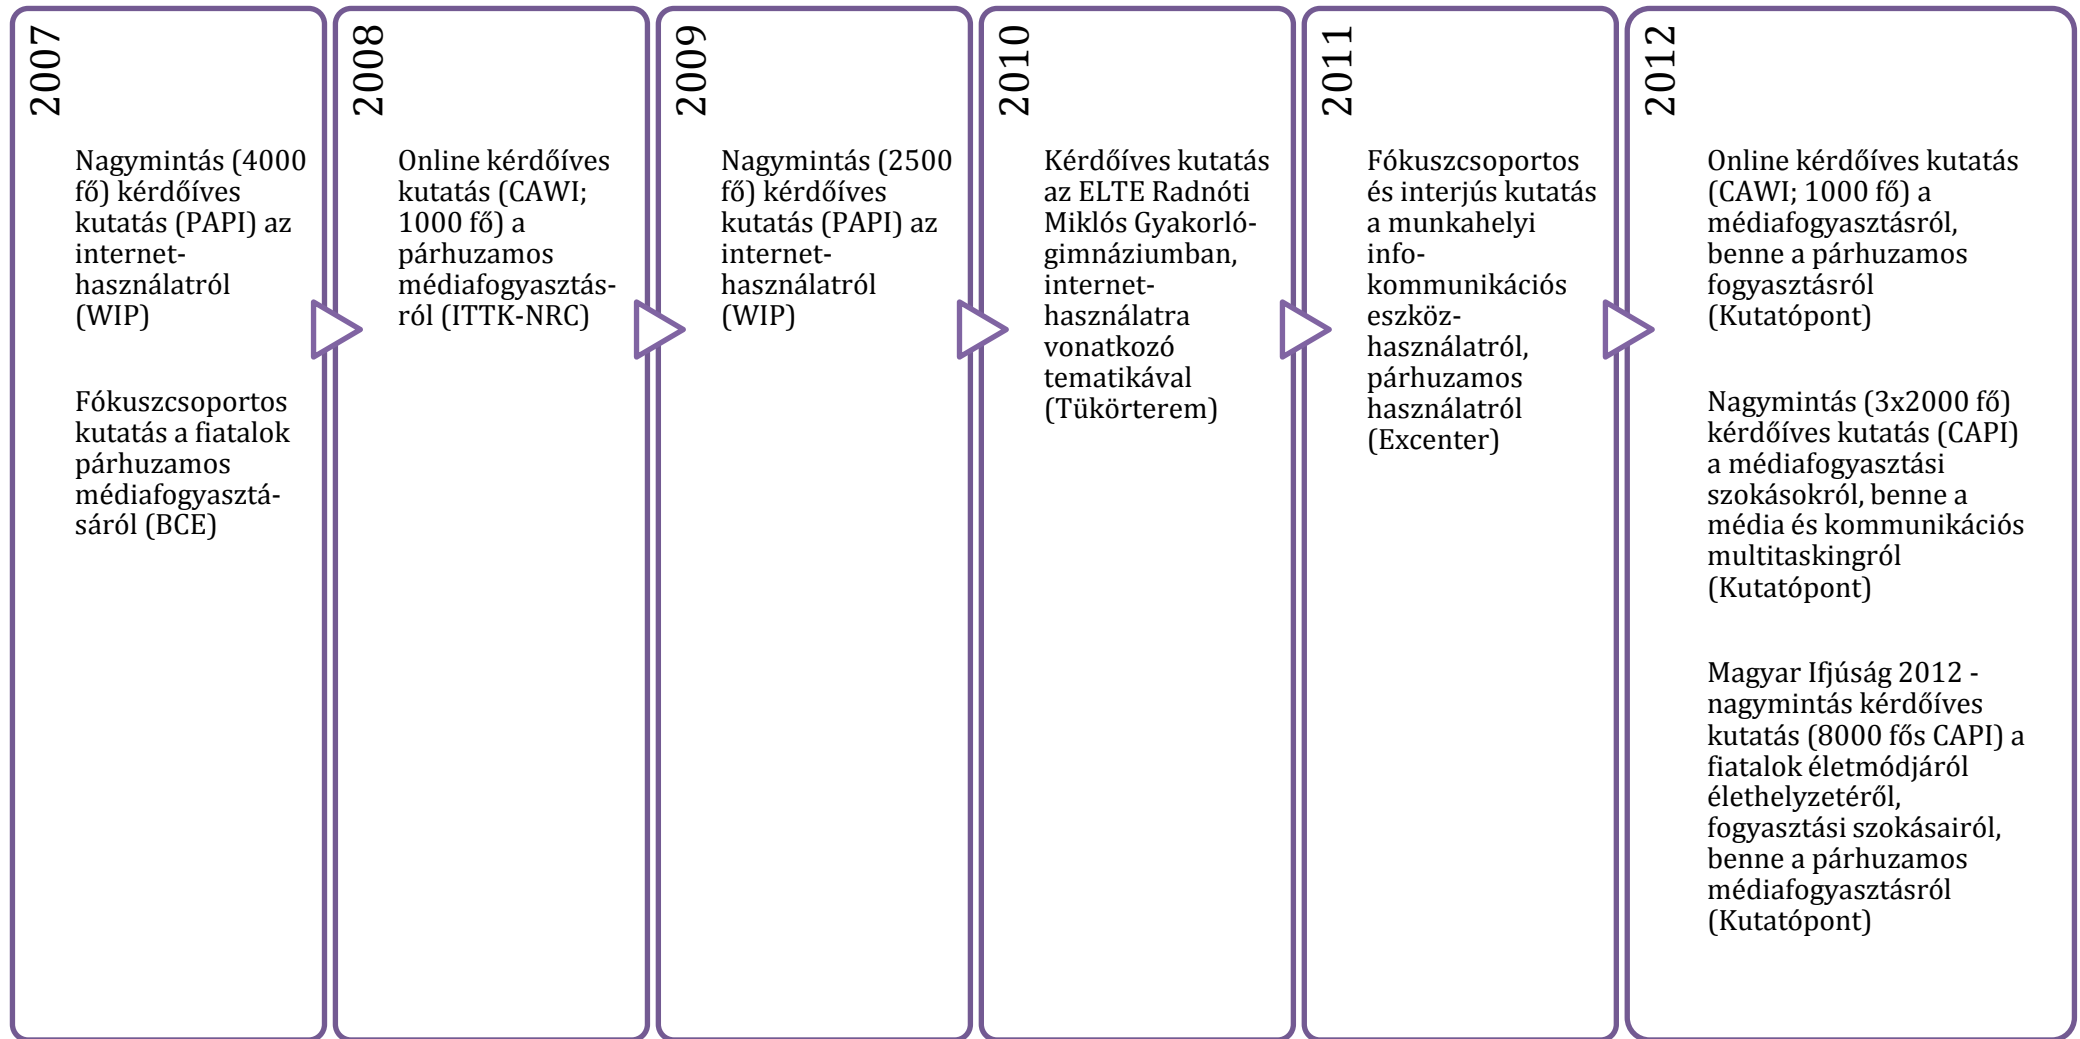 2007
Nagymintás (4000
fő) kérdőíves
kutatás (PAPI) az
internet-
használatról
(WIP)
Fókuszcsoportos
kutatás a fiatalok
párhuzamos
médiafogyasztá-
sáról (BCE)
2008
Online kérdőíves
kutatás (CAWI;
1000 fő) a
párhuzamos
médiafogyasztás-
ról (ITTK-NRC)
2009
Nagymintás (2500
fő) kérdőíves
kutatás (PAPI) az
internet-
használatról
(WIP)
2010
Kérdőíves kutatás
az ELTE Radnóti
Miklós Gyakorló-
gimnáziumban,
internet-
használatra
vonatkozó
tematikával
(Tükörterem)
2011
Fókuszcsoportos
és interjús kutatás
a munkahelyi
info-
kommunikációs
eszköz-
használatról,
párhuzamos
használatról
(Excenter)
2012
Online kérdőíves kutatás
(CAWI; 1000 fő) a
médiafogyasztásról,
benne a párhuzamos
fogyasztásról
(Kutatópont)
Nagymintás (3x2000 fő)
kérdőíves kutatás (CAPI)
a médiafogyasztási
szokásokról, benne a
média és kommunikációs
multitaskingról
(Kutatópont)
Magyar Ifjúság 2012 -
nagymintás kérdőíves
kutatás (8000 fős CAPI) a
fiatalok életmódjáról
élethelyzetéről,
fogyasztási szokásairól,
benne a párhuzamos
médiafogyasztásról
(Kutatópont)